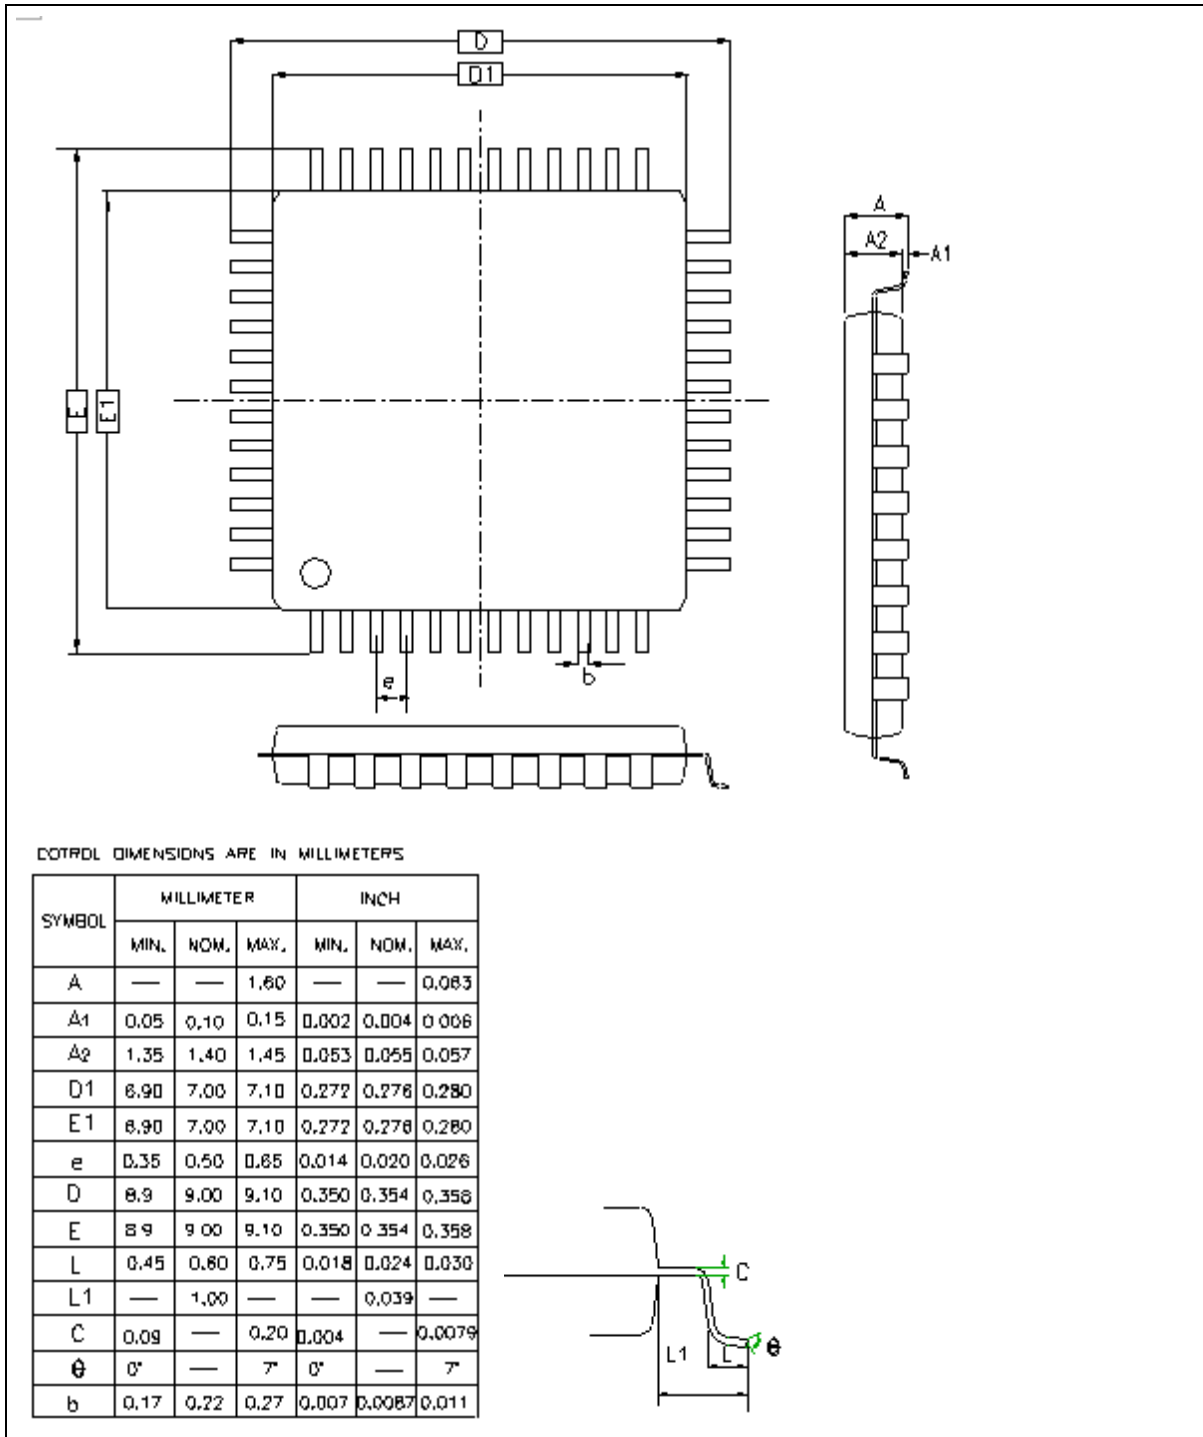 D
D1
A
A2
A1
E
E1
e
b
COTROL DIMENSIONS ARE IN MILLIMETERS
SYMBOL MILLIMETER INCH
MIN. NOM. MAX. MIN. NOM. MAX.
A — — 1.60 — — 0.063
A1 0.05 0.10 0.15 0.002 0.004 0.006
A2 1.35 1.40 1.45 0.053 0.055 0.057
D1 6.90 7.00 7.10 0.272 0.276 0.280
E1 6.90 7.00 7.10 0.272 0.276 0.280
e 0.35 0.50 0.65 0.014 0.020 0.026
D 8.9 9.00 9.10 0.350 0.354 0.358
E 8.9 9.00 9.10 0.350 0.354 0.358
L 0.45 0.60 0.75 0.018 0.024 0.030
L1 — 1.00 — — 0.039 —
C 0.09 — 0.20 0.004 — 0.0079
θ 0° — 7° 0° — 7°
b 0.17 0.22 0.27 0.007 0.0087 0.011
C
L1
L
θ